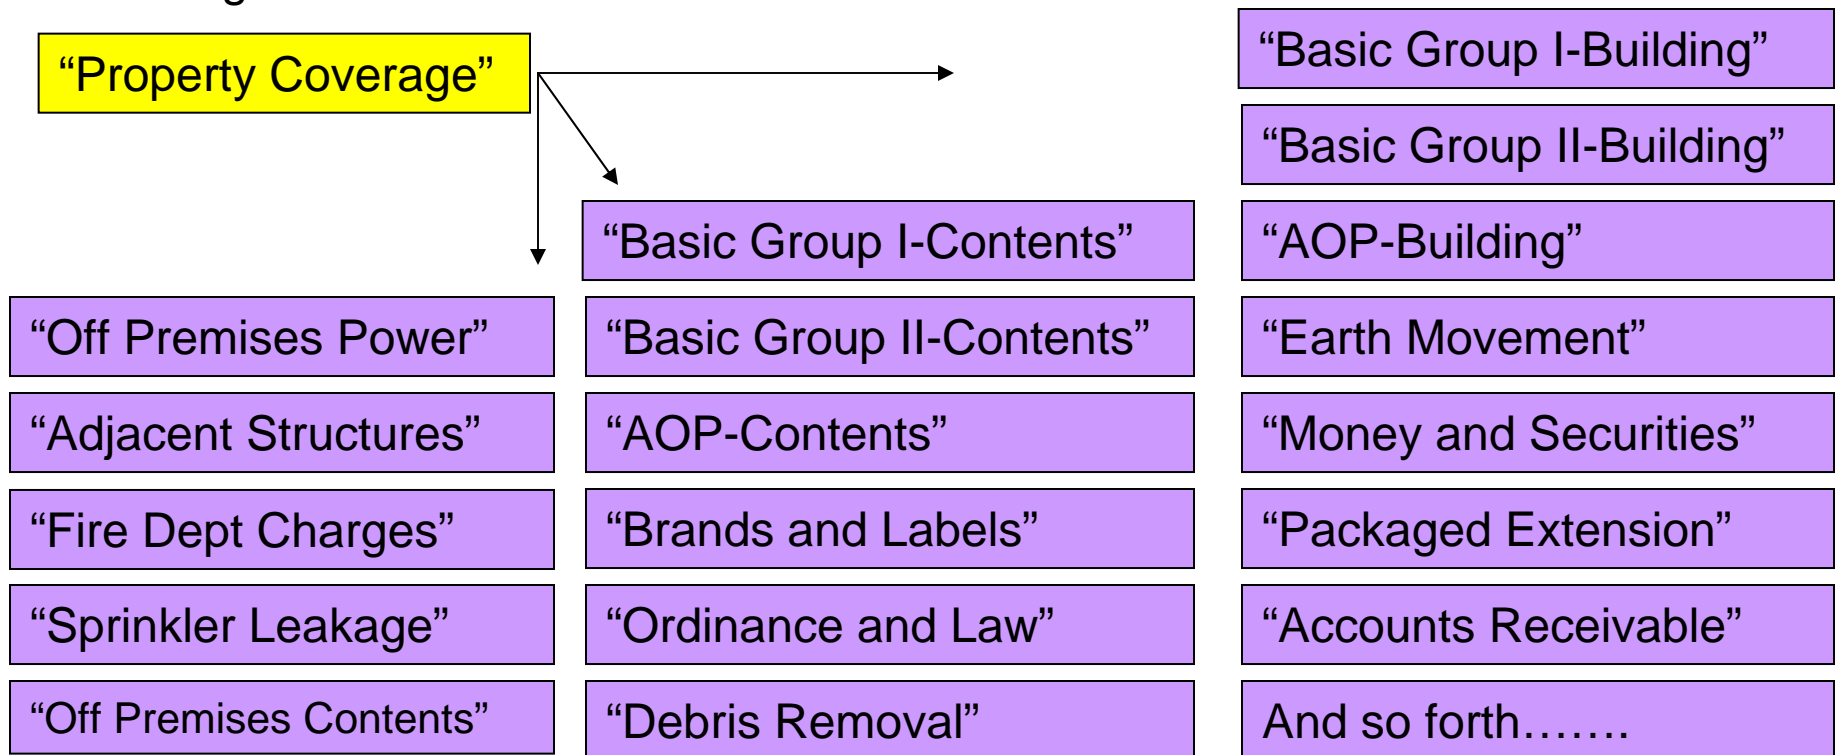 “Property Coverage”
“Off Premises Power”
“Adjacent Structures”
“Fire Dept Charges”
“Sprinkler Leakage”
“Off Premises Contents”
“Basic Group I-Contents”
“Basic Group II-Contents”
“AOP-Contents”
“Brands and Labels”
“Ordinance and Law”
“Debris Removal”
“Basic Group I-Building”
“Basic Group II-Building”
“AOP-Building”
“Earth Movement”
“Money and Securities”
“Packaged Extension”
“Accounts Receivable”
And so forth…….